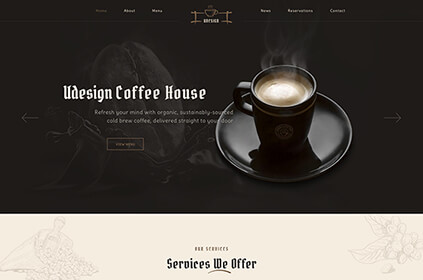 Home About Menu UDESIGN News Reservations Contact
Udesign Coffee House
Refresh your mind with organic, sustainably-sourced
cold brew coffee, delivered straight to your door
VIEW MENU
OUR SERVICES
Services We Offer